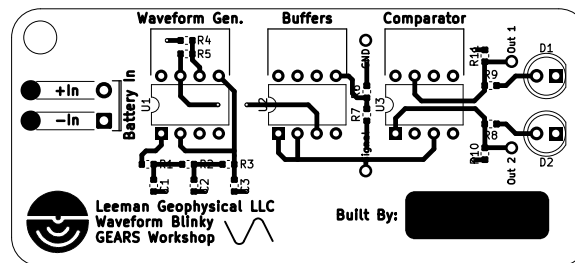 Waveform Gen. Buffers Comparator
R4
R5
Out 1
D1
GND
R11
R9
+In
-In
Battery In
U1
U2
U3
R6
R7
Signal
R8
R10
Out 2
D2
R1 R2 R3
C1 C2 C3
Leeman Geophysical LLC
Waveform Blinky
GEARS Workshop
Built By: